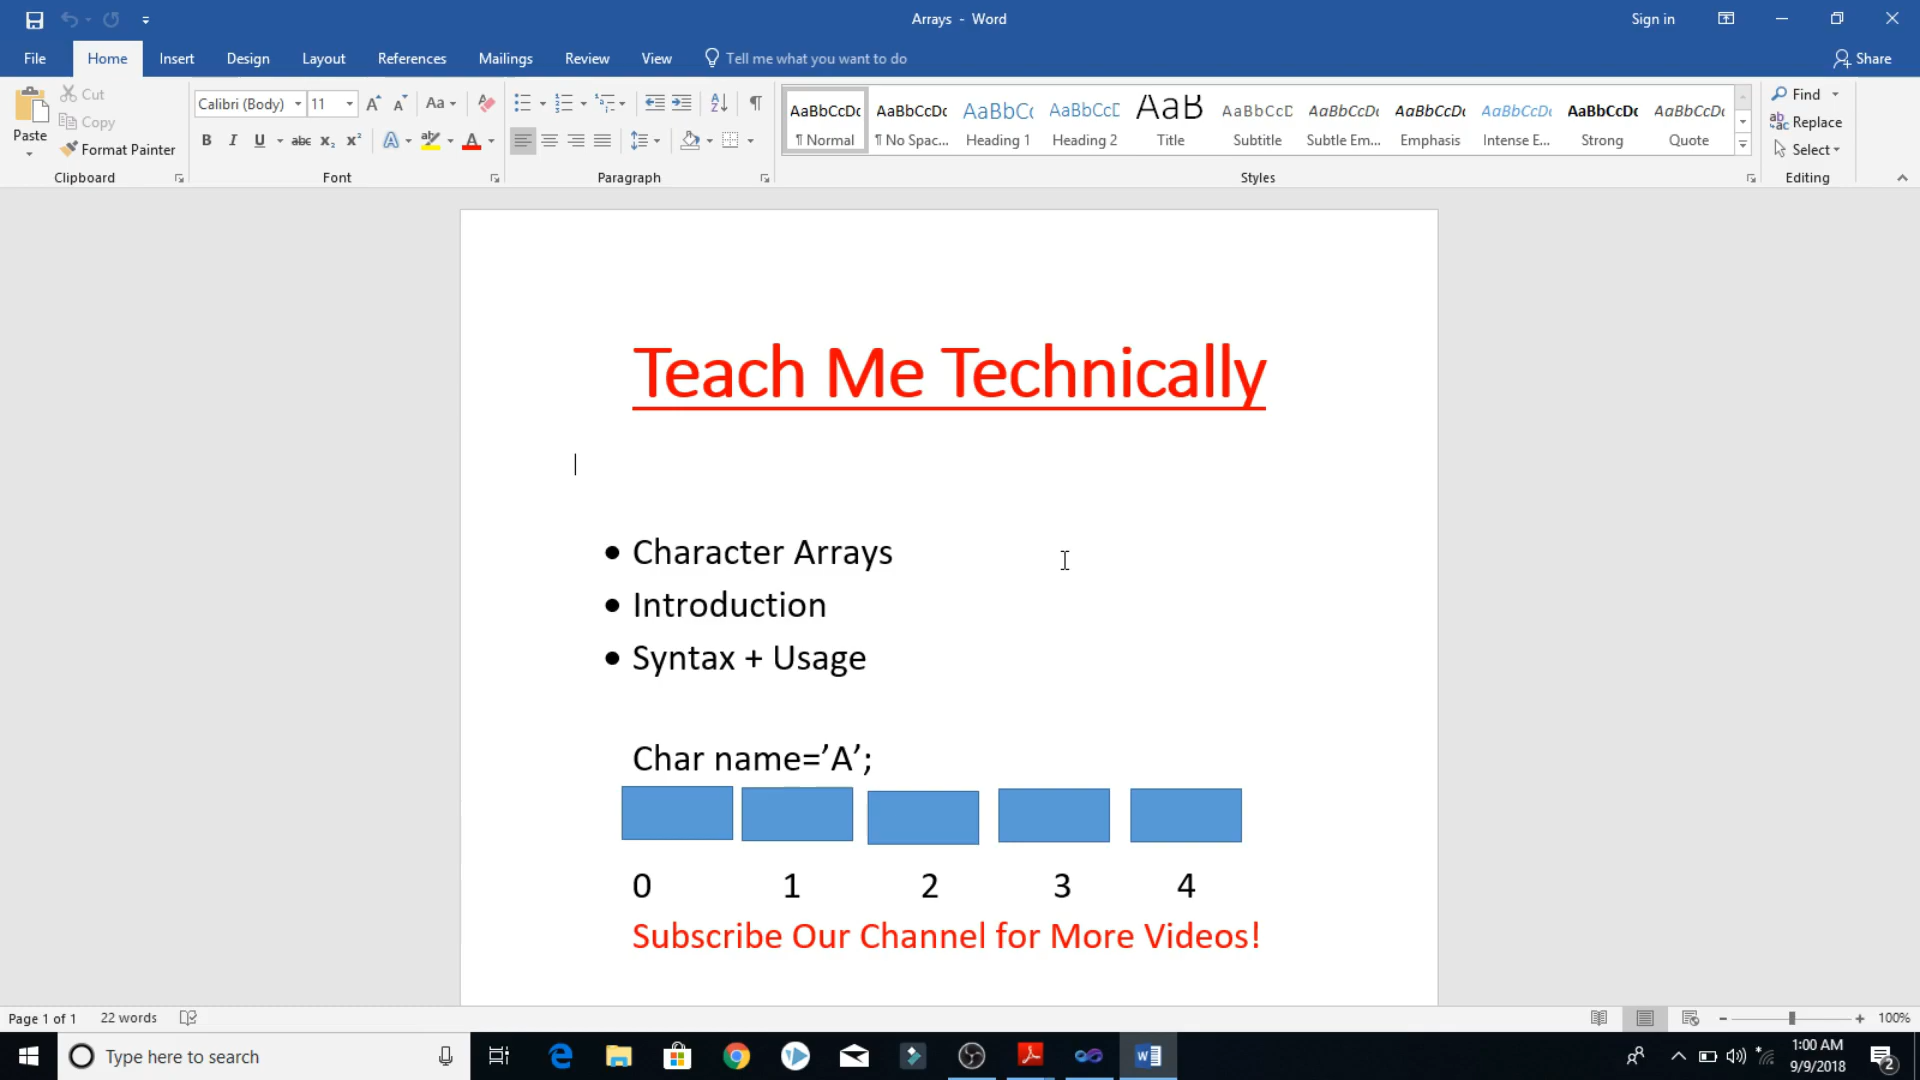 Arrays - Word
Sign in
File Home Insert Design Layout References Mailings Review View Tell me what you want to do Share
Paste
Cut
Copy
Format Painter
Clipboard
Calibri (Body) 11
Font
Paragraph
AaBbCcDc AaBbCcDc AaBbCc AaBbCcD AaB AaBbCcD AaBbCcDc AaBbCcDc AaBbCcDc AaBbCcDc AaBbCcDc
¶ Normal ¶ No Spac... Heading 1 Heading 2 Title Subtitle Subtle Em... Emphasis Intense E... Strong Quote
Styles
Find
Replace
Select
Editing
Teach Me Technically
• Character Arrays
• Introduction
• Syntax + Usage
Char name=’A’;
0 1 2 3 4
Subscribe Our Channel for More Videos!
Page 1 of 1 22 words 100%
Type here to search
1:00 AM
9/9/2018
2